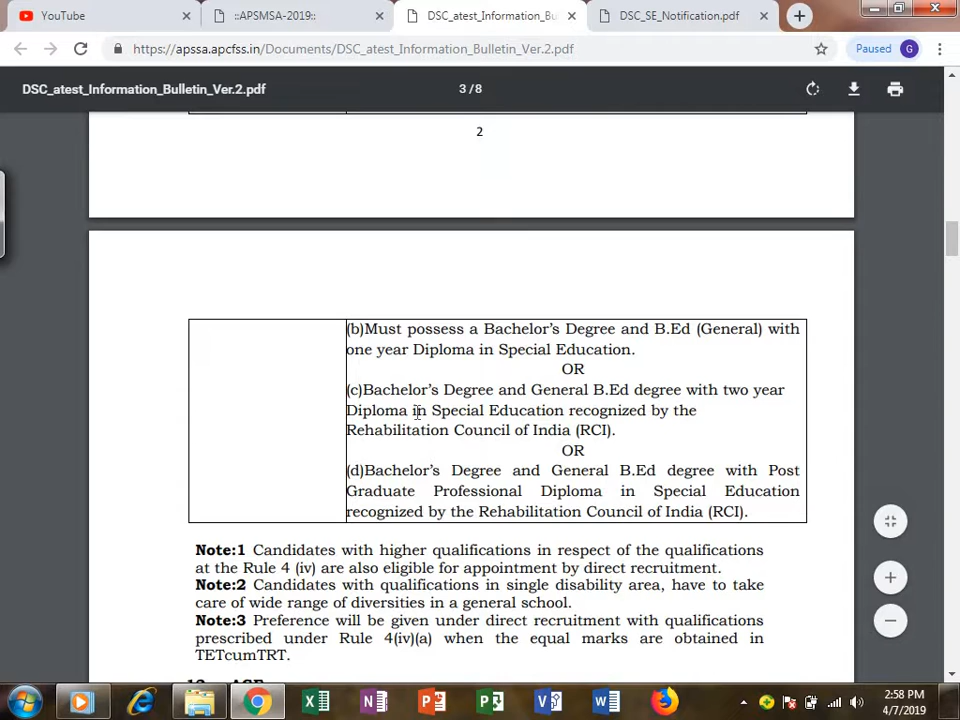 YouTube
::APSMSA-2019::
DSC_atest_Information_Bu
DSC_SE_Notification.pdf
https://apssa.apcfss.in/Documents/DSC_atest_Information_Bulletin_Ver.2.pdf
Paused
G
DSC_atest_Information_Bulletin_Ver.2.pdf
3 / 8
2
(b)Must possess a Bachelor's Degree and B.Ed (General) with
one year Diploma in Special Education.
OR
(c)Bachelor's Degree and General B.Ed degree with two year
Diploma in Special Education recognized by the
Rehabilitation Council of India (RCI).
OR
(d)Bachelor's Degree and General B.Ed degree with Post
Graduate Professional Diploma in Special Education
recognized by the Rehabilitation Council of India (RCI).
Note:1 Candidates with higher qualifications in respect of the qualifications
at the Rule 4 (iv) are also eligible for appointment by direct recruitment.
Note:2 Candidates with qualifications in single disability area, have to take
care of wide range of diversities in a general school.
Note:3 Preference will be given under direct recruitment with qualifications
prescribed under Rule 4(iv)(a) when the equal marks are obtained in
TETcumTRT.
2:58 PM
4/7/2019